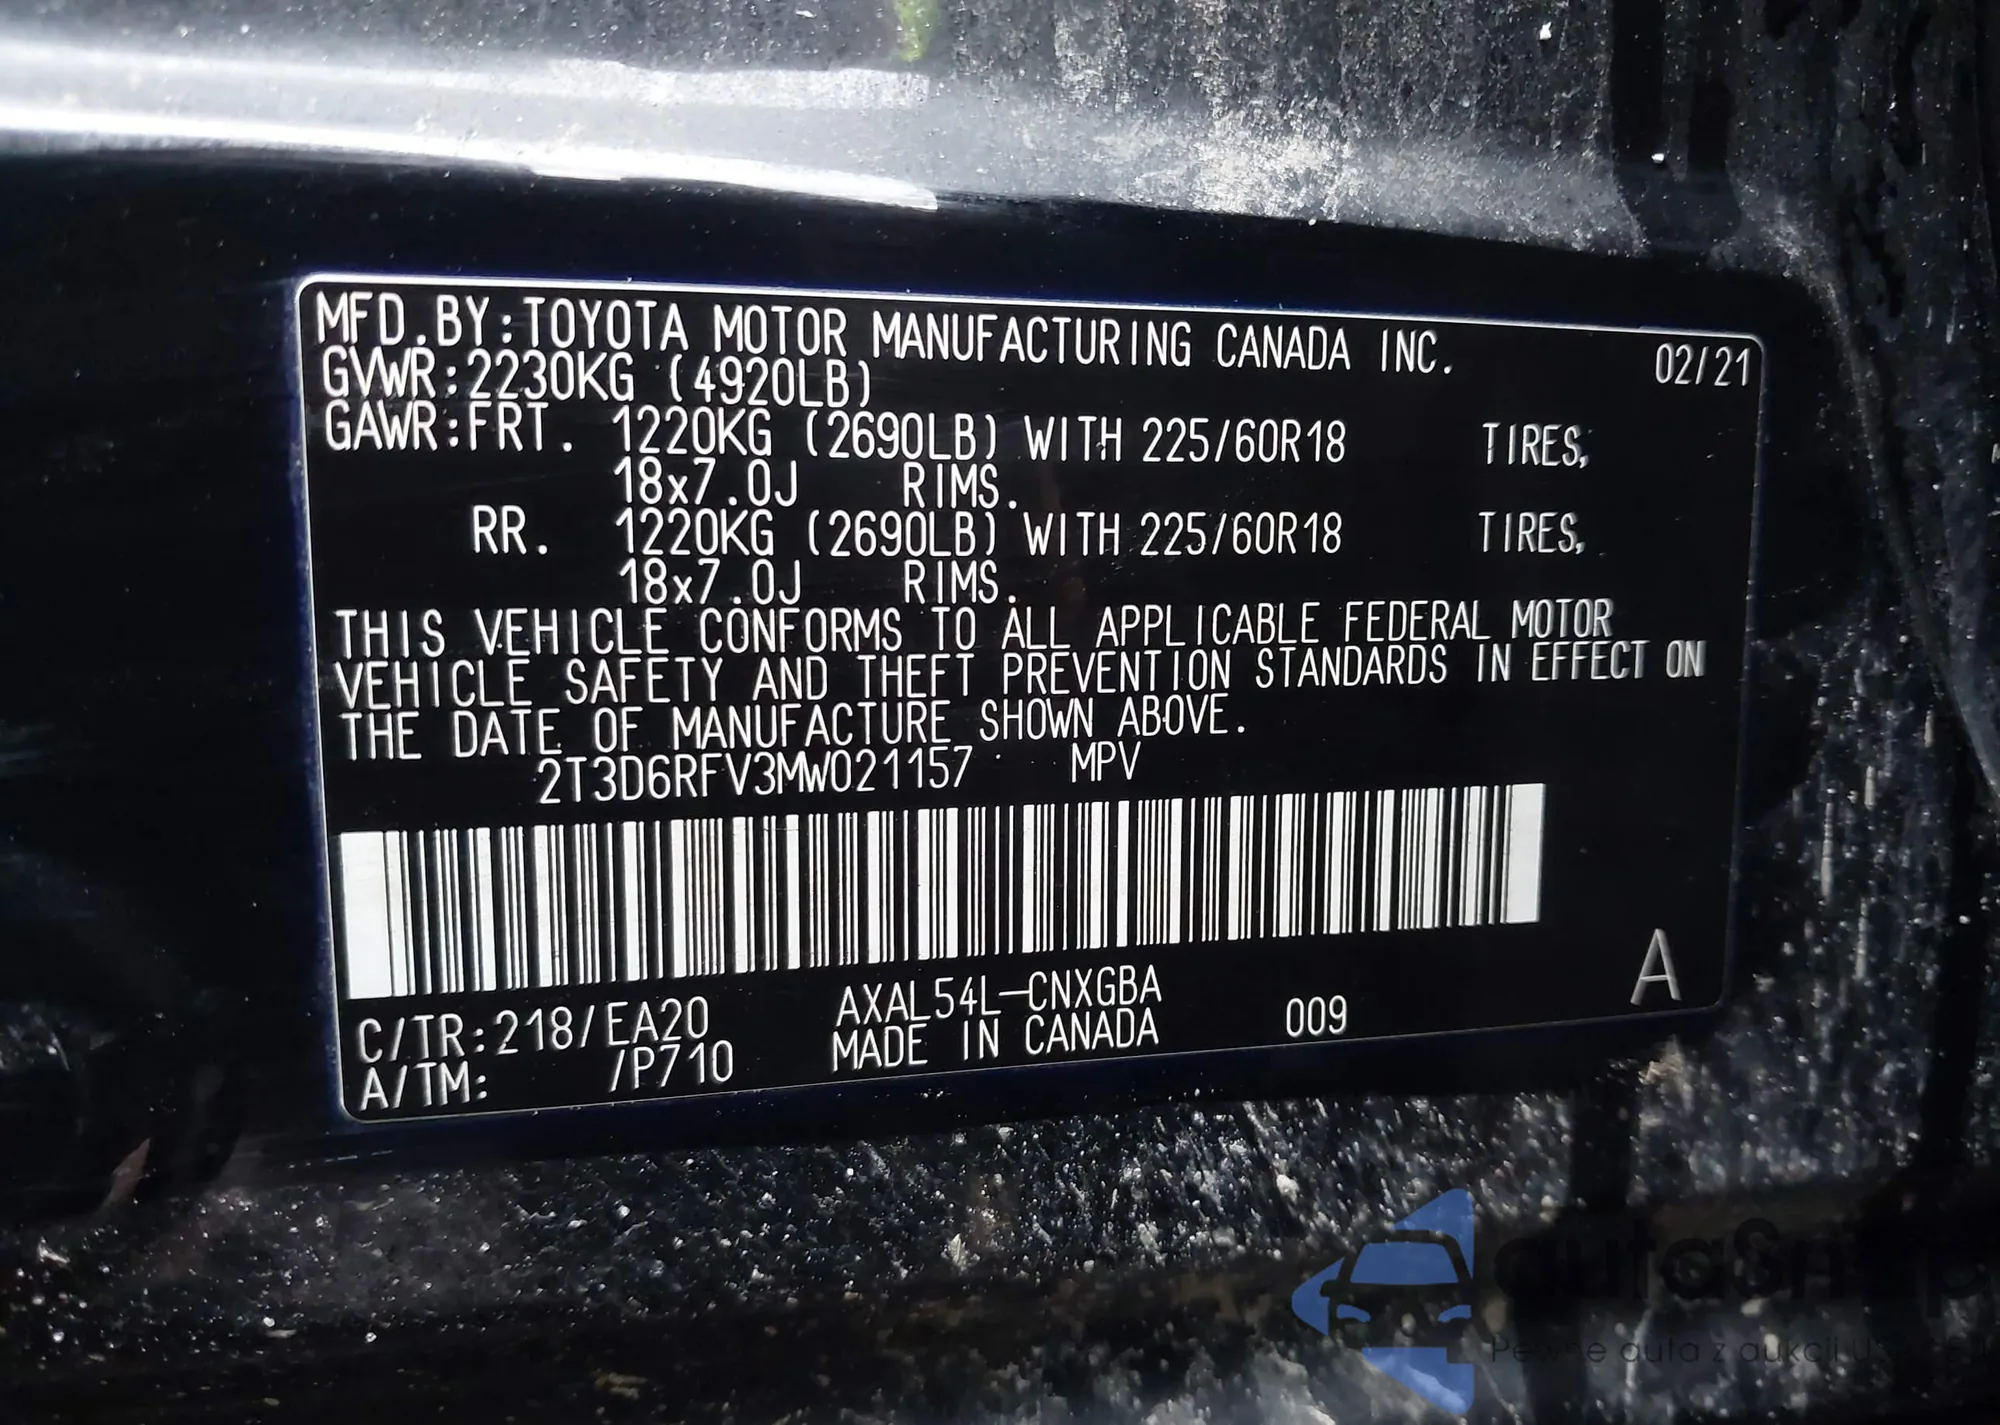 MFD.BY:TOYOTA MOTOR MANUFACTURING CANADA INC. 02/21
GVWR:2230KG (4920LB)
GAWR:FRT. 1220KG (2690LB) WITH 225/60R18 TIRES,
18x7.0J RIMS.
RR. 1220KG (2690LB) WITH 225/60R18 TIRES,
18x7.0J RIMS.
THIS VEHICLE CONFORMS TO ALL APPLICABLE FEDERAL MOTOR
VEHICLE SAFETY AND THEFT PREVENTION STANDARDS IN EFFECT ON
THE DATE OF MANUFACTURE SHOWN ABOVE.
2T3D6RFV3MW021157 MPV
C/TR:218/EA20 AXAL54L-CNXGBA 009 A
A/TM: /P710 MADE IN CANADA
auta z aukcji